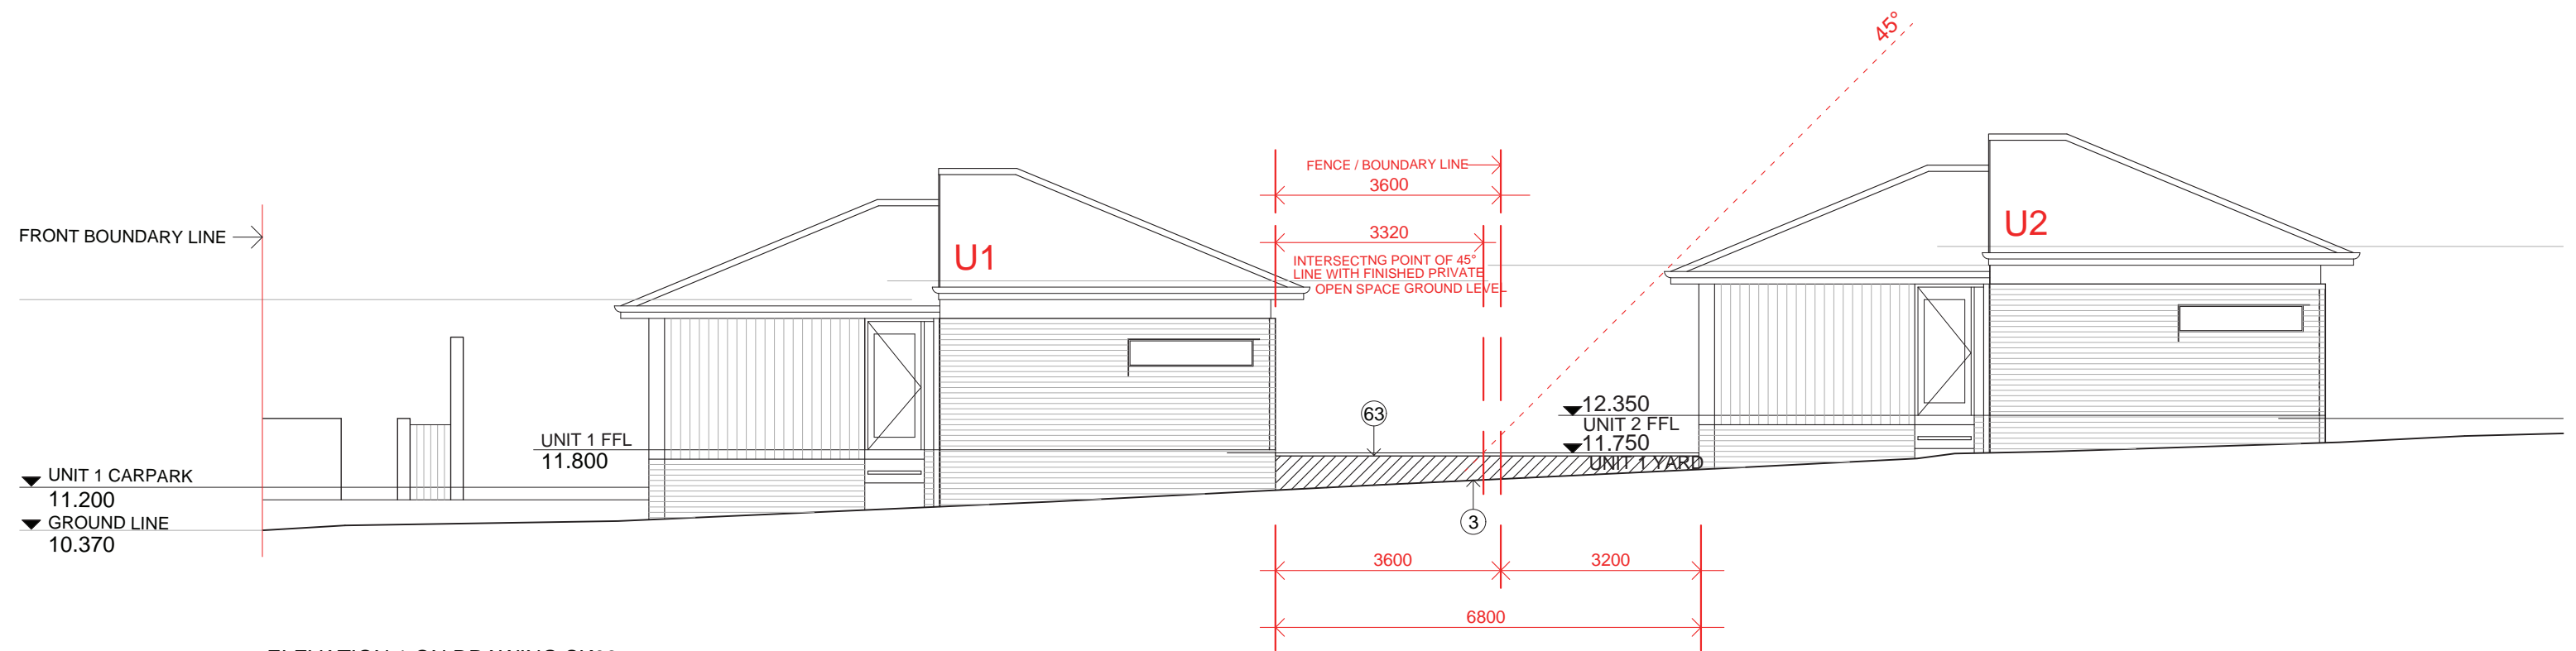 45°
FENCE / BOUNDARY LINE
3600
FRONT BOUNDARY LINE
U1
3320
U2
INTERSECTNG POINT OF 45°
LINE WITH FINISHED PRIVATE
OPEN SPACE GROUND LEVEL
63
12.350
UNIT 2 FFL
UNIT 1 FFL
11.750
11.800
UNIT 1 YARD
UNIT 1 CARPARK
11.200
GROUND LINE
10.370
3
3600
3200
6800